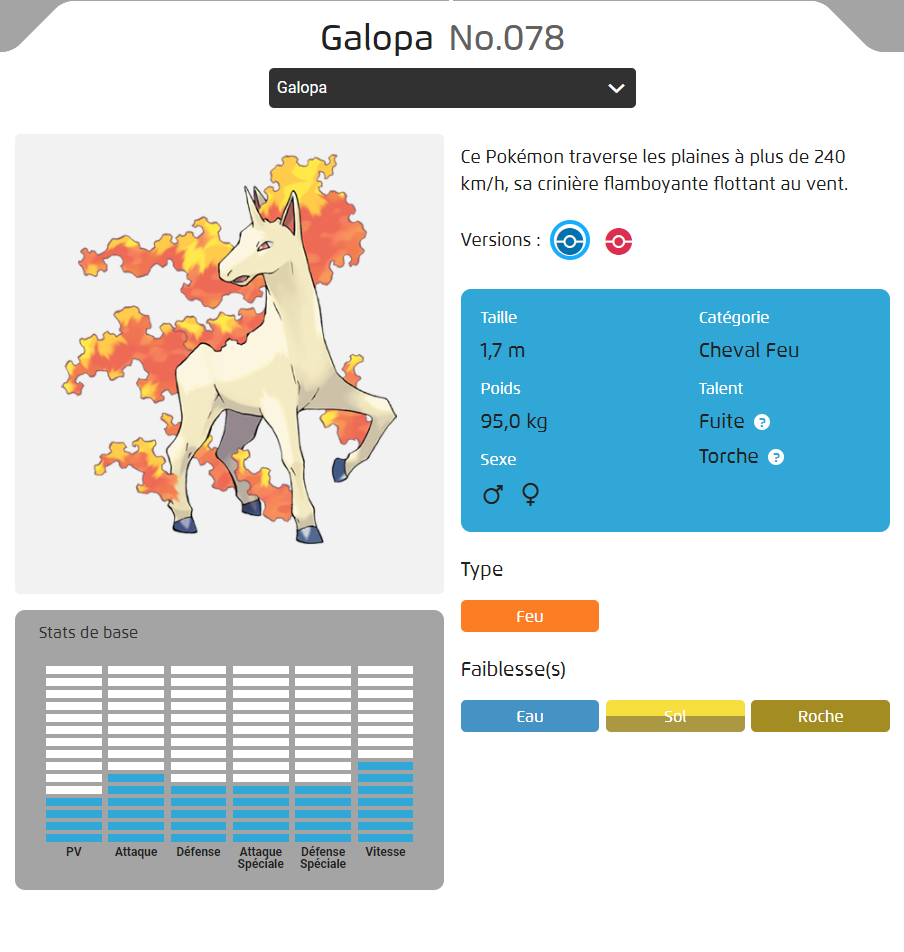 Galopa No.078
Galopa
Ce Pokémon traverse les plaines à plus de 240
km/h, sa crinière flamboyante flottant au vent.
Versions :
Taille
1,7 m
Poids
95,0 kg
Sexe
Catégorie
Cheval Feu
Talent
Fuite ?
Torche ?
Type
Feu
Faiblesse(s)
Eau Sol Roche
Stats de base
PV Attaque Défense Attaque Spéciale Défense Spéciale Vitesse